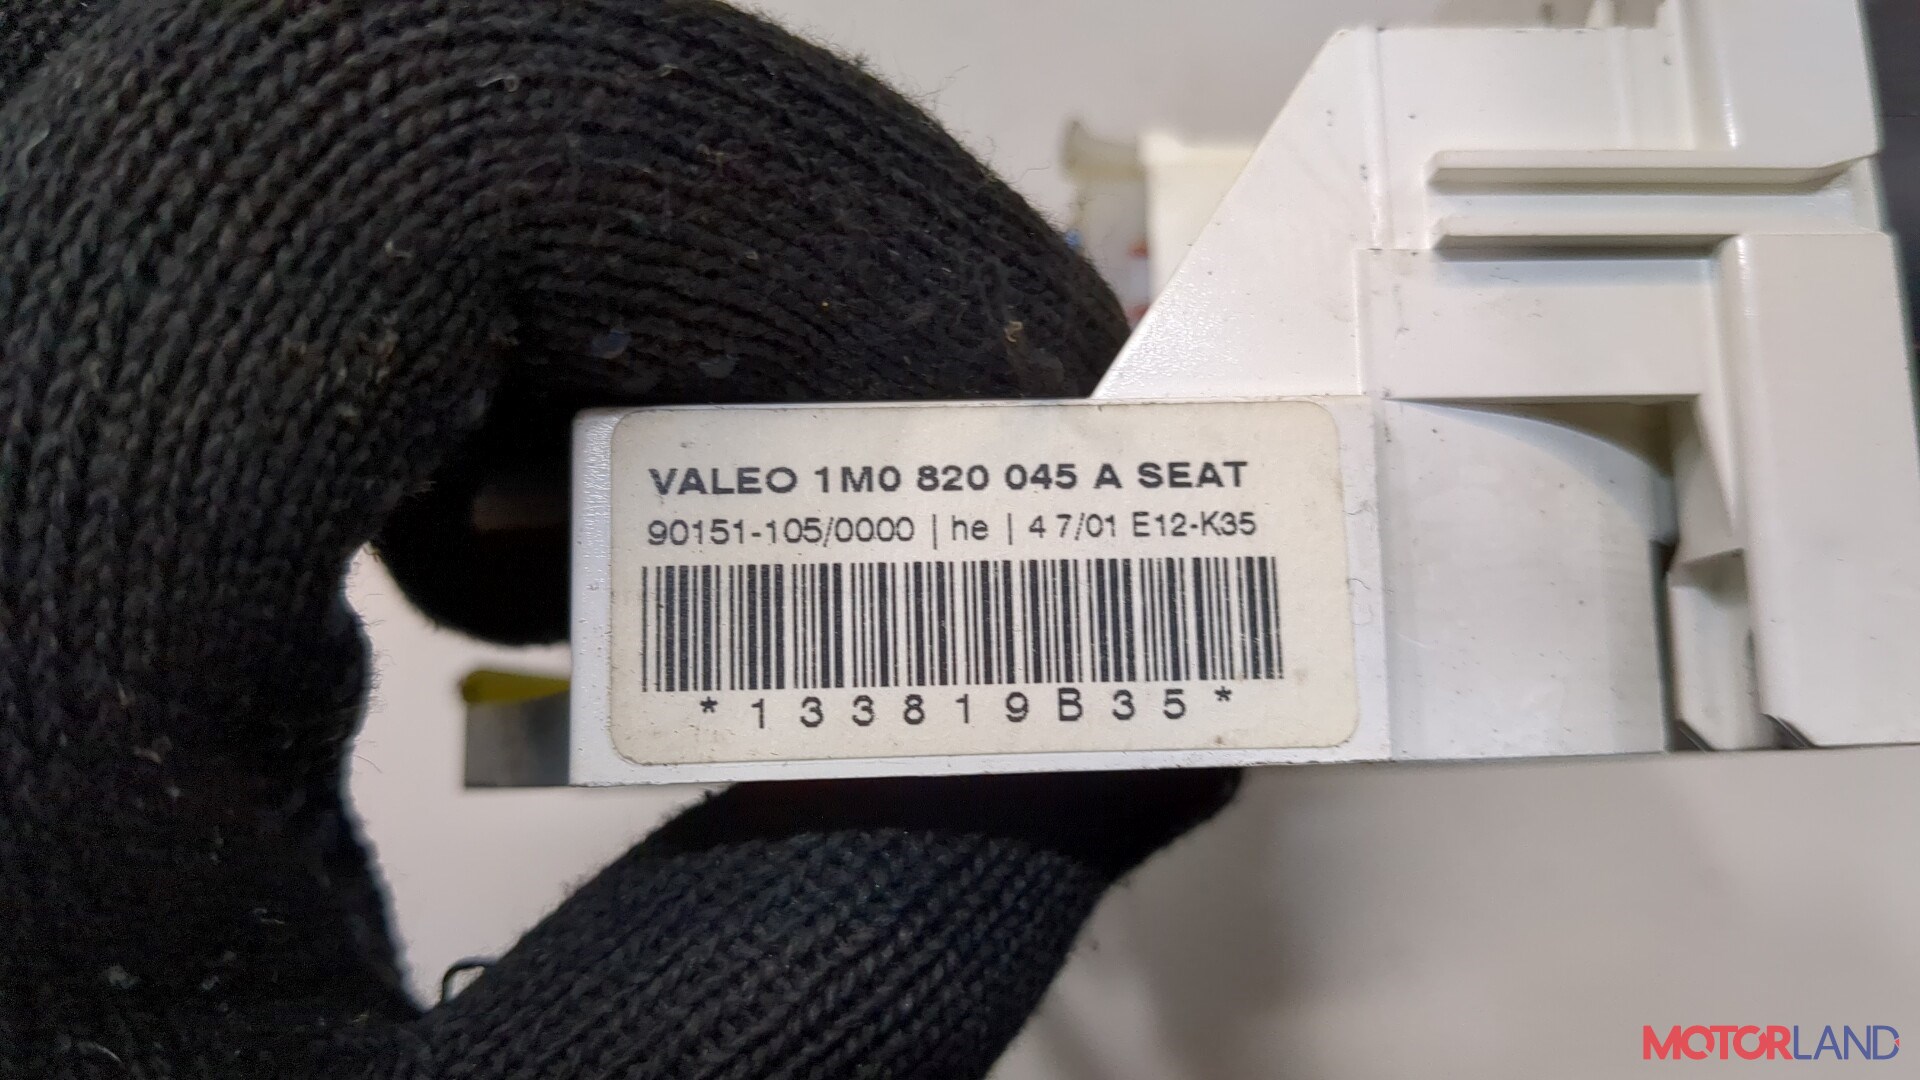 VALEO 1M0 820 045 A SEAT
90151-105/0000 | he | 4 7/01 E12-K35
*133819B35*
MOTORLAND